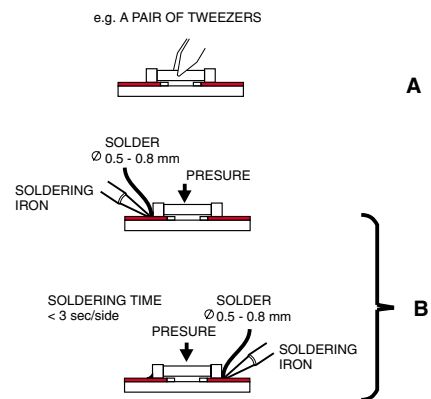 e.g. A PAIR OF TWEEZERS
A
SOLDER
Ø 0.5 - 0.8 mm
PRESURE
SOLDERING
IRON
B
SOLDERING TIME
< 3 sec/side
SOLDER
Ø 0.5 - 0.8 mm
PRESURE
SOLDERING
IRON